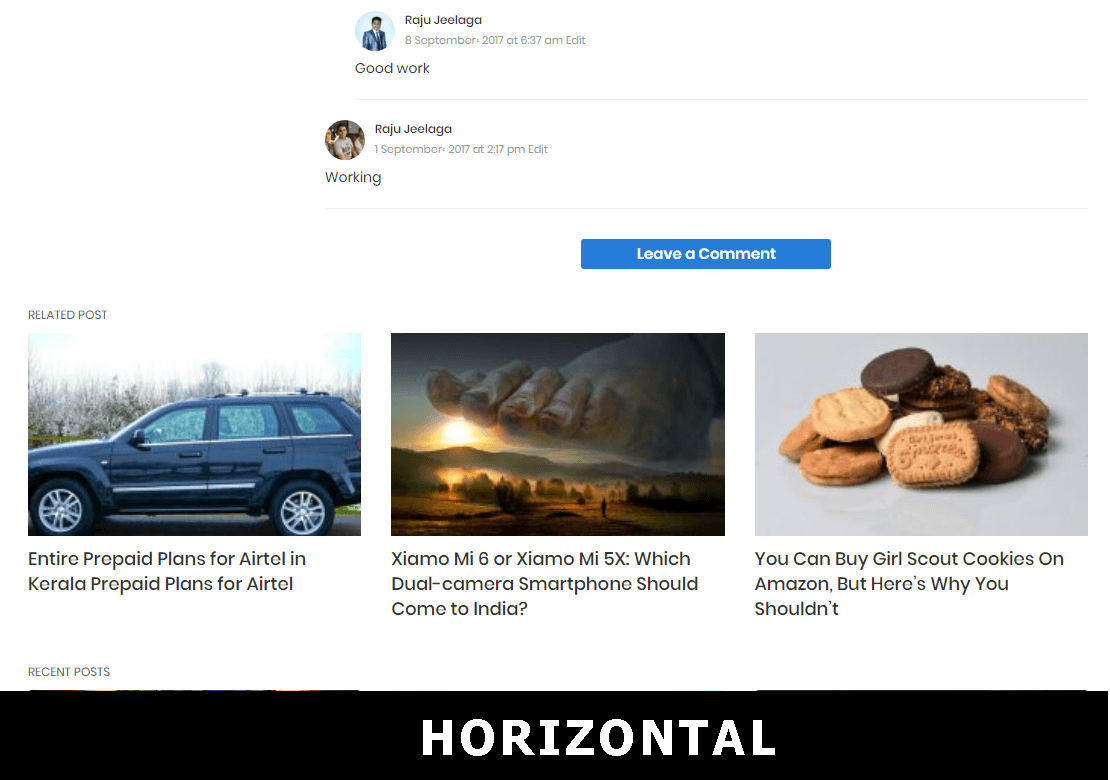 Raju Jeelaga
8 September، 2017 at 6:37 am Edit
Good work
Raju Jeelaga
1 September، 2017 at 2:17 pm Edit
Working
Leave a Comment
RELATED POST
Entire Prepaid Plans for Airtel in
Kerala Prepaid Plans for Airtel
Xiamo Mi 6 or Xiamo Mi 5X: Which
Dual-camera Smartphone Should
Come to India?
You Can Buy Girl Scout Cookies On
Amazon, But Here’s Why You
Shouldn’t
RECENT POSTS
HORIZONTAL